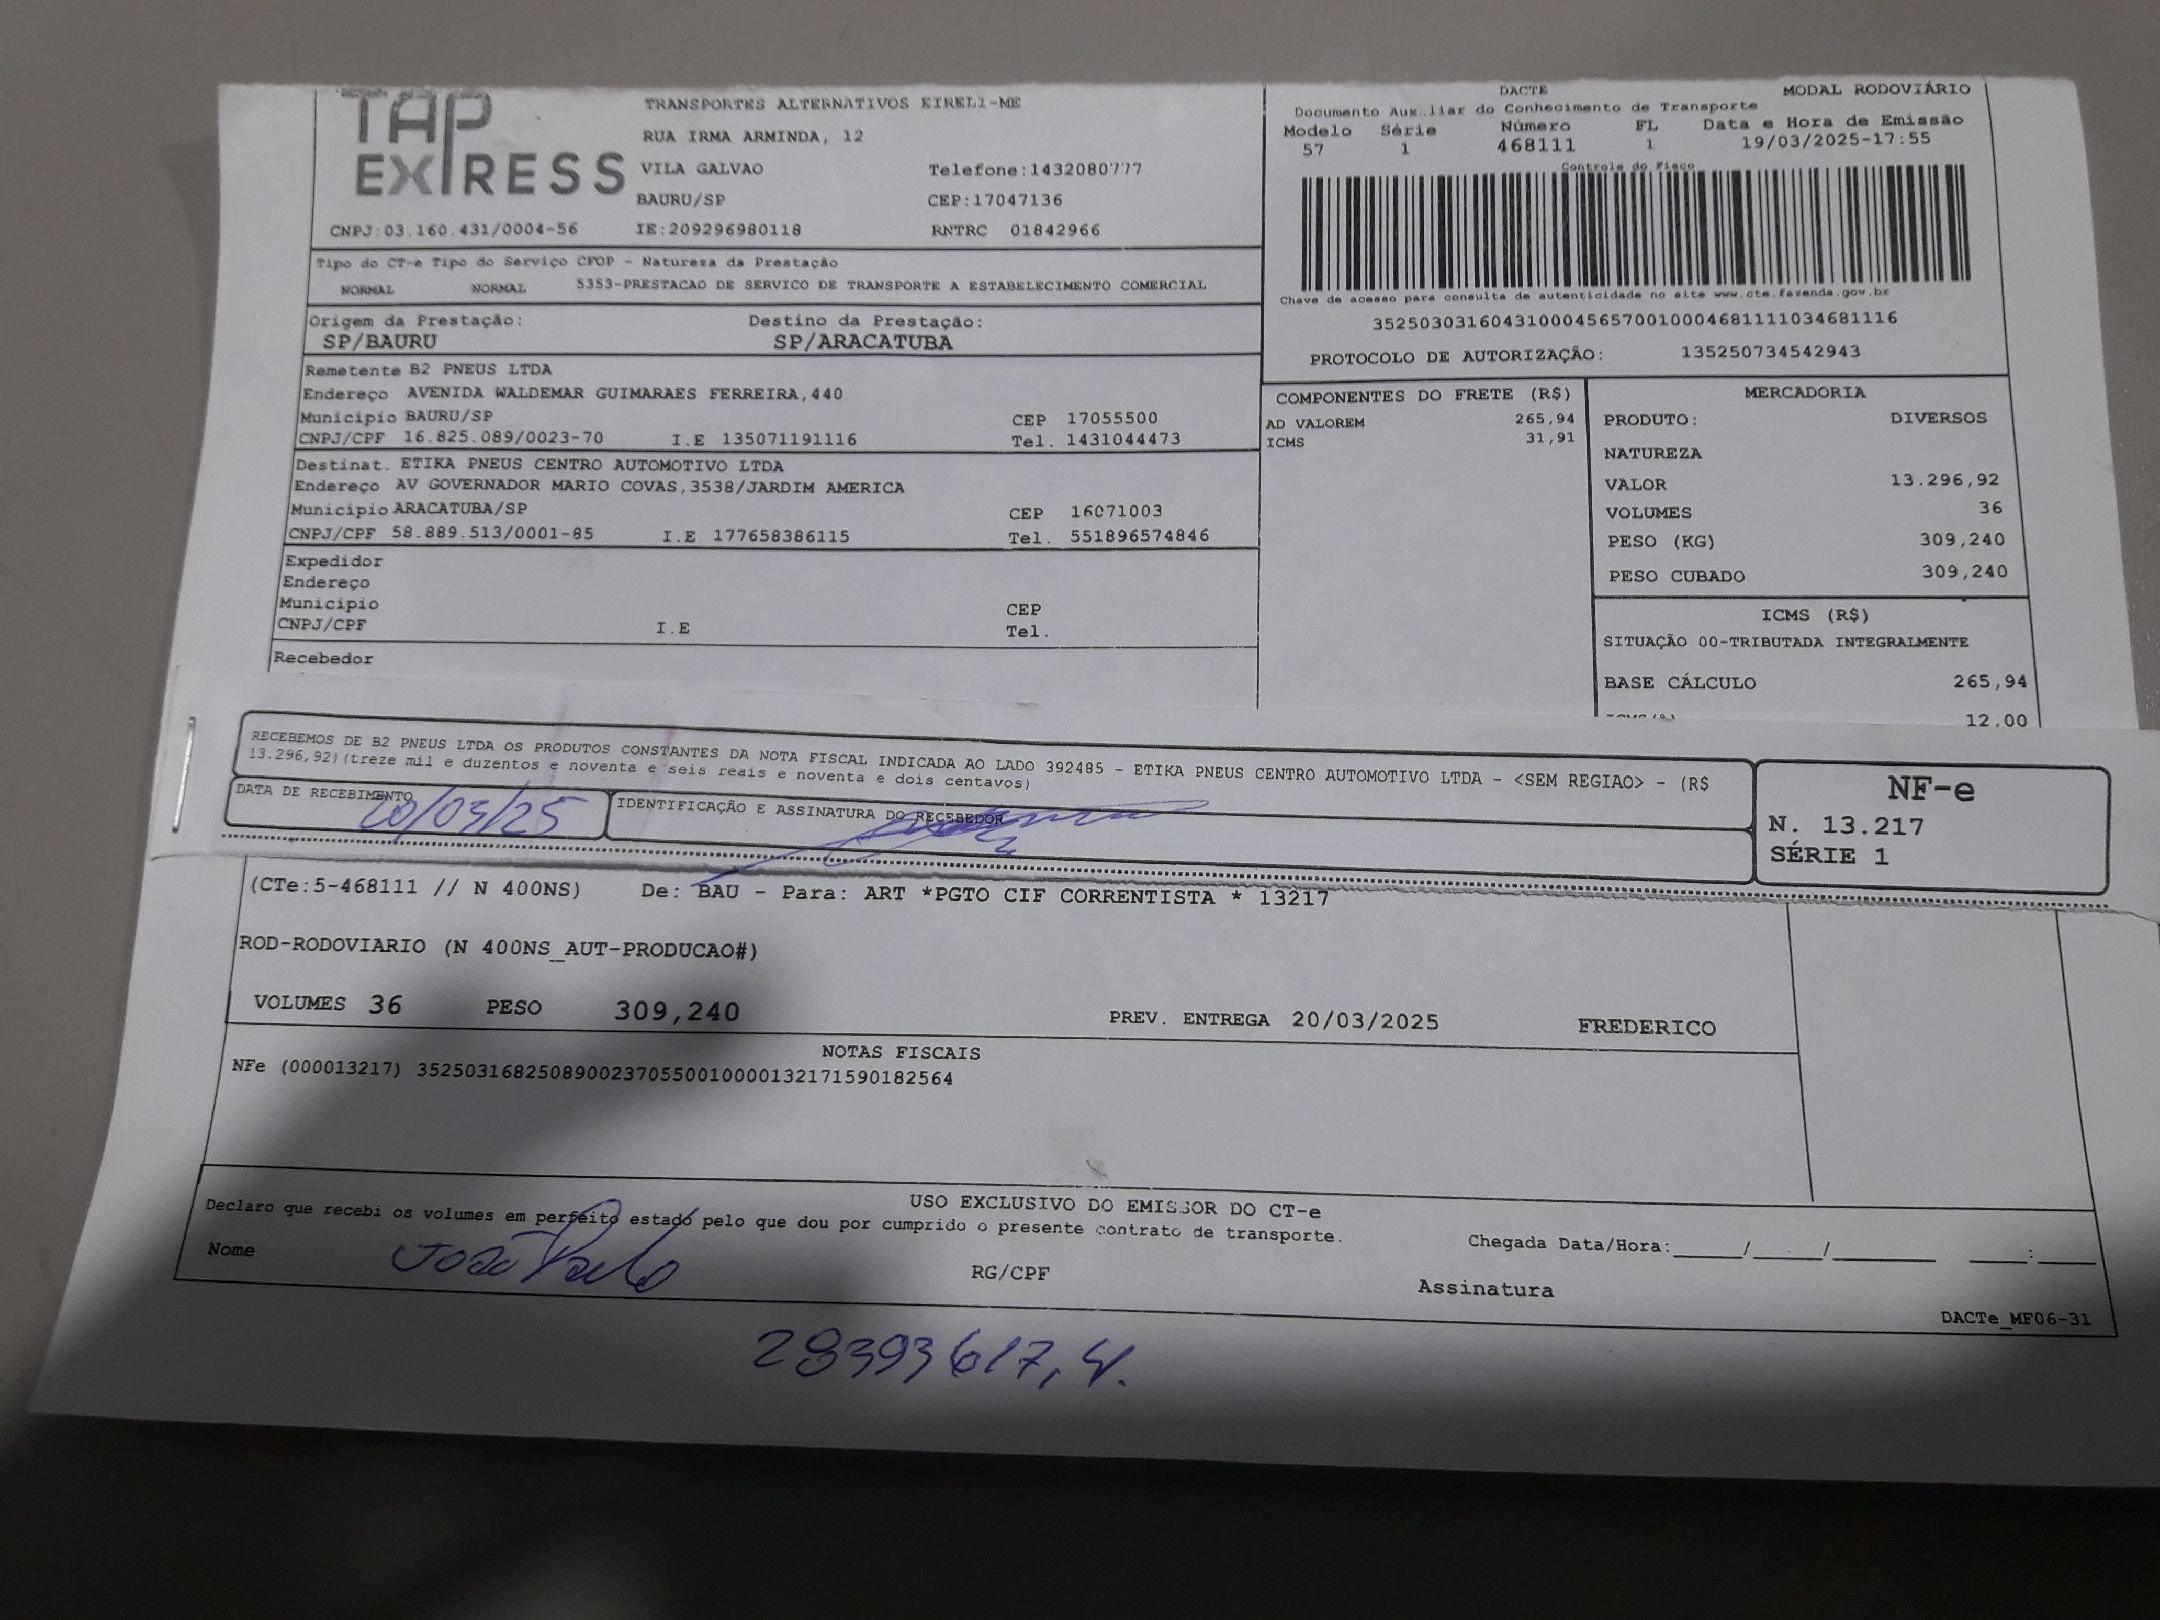 TAP EXPRESS
TRANSPORTES ALTERNATIVOS EIRELI-ME
RUA IRMA ARMINDA, 12
VILA GALVAO Telefone:1432080777
BAURU/SP CEP:17047136
CNPJ:03.160.431/0004-56 IE:209296980118 RNTRC 01842966
DACTE MODAL RODOVIÁRIO
Documento Auxiliar do Conhecimento de Transporte
Modelo Série Número FL Data e Hora de Emissão
57 1 468111 1 19/03/2025-17:55
Controle do Fisco
Chave de acesso para consulta de autenticidade no site www.cte.fazenda.gov.br
35250303160431000456570010004681111034681116
PROTOCOLO DE AUTORIZAÇÃO: 135250734542943
Tipo do CT-e Tipo do Serviço CFOP - Natureza da Prestação
NORMAL NORMAL 5353-PRESTACAO DE SERVICO DE TRANSPORTE A ESTABELECIMENTO COMERCIAL
Origem da Prestação: Destino da Prestação:
SP/BAURU SP/ARACATUBA
Remetente B2 PNEUS LTDA
Endereço AVENIDA WALDEMAR GUIMARAES FERREIRA,440
Município BAURU/SP CEP 17055500
CNPJ/CPF 16.825.089/0023-70 I.E 135071191116 Tel. 1431044473
Destinat. ETIKA PNEUS CENTRO AUTOMOTIVO LTDA
Endereço AV GOVERNADOR MARIO COVAS,3538/JARDIM AMERICA
Município ARACATUBA/SP CEP 16071003
CNPJ/CPF 58.889.513/0001-85 I.E 177658386115 Tel. 551896574846
Expedidor
Endereço
Município CEP
CNPJ/CPF I.E Tel.
Recebedor
COMPONENTES DO FRETE (R$)
AD VALOREM 265,94
ICMS 31,91
MERCADORIA
PRODUTO: DIVERSOS
NATUREZA
VALOR 13.296,92
VOLUMES 36
PESO (KG) 309,240
PESO CUBADO 309,240
ICMS (R$)
SITUAÇÃO 00-TRIBUTADA INTEGRALMENTE
BASE CÁLCULO 265,94
12,00
RECEBEMOS DE B2 PNEUS LTDA OS PRODUTOS CONSTANTES DA NOTA FISCAL INDICADA AO LADO 392485 - ETIKA PNEUS CENTRO AUTOMOTIVO LTDA - <SEM REGIAO> - (R$
13.296,92)(treze mil e duzentos e noventa e seis reais e noventa e dois centavos)
DATA DE RECEBIMENTO IDENTIFICAÇÃO E ASSINATURA DO RECEBEDOR
20/03/25
NF-e
N. 13.217
SÉRIE 1
(CTe:5-468111 // N 400NS) De: BAU - Para: ART *PGTO CIF CORRENTISTA * 13217
ROD-RODOVIARIO (N 400NS_AUT-PRODUCAO#)
VOLUMES 36 PESO 309,240 PREV. ENTREGA 20/03/2025 FREDERICO
NOTAS FISCAIS
NFe (000013217) 35250316825089002370550010000132171590182564
USO EXCLUSIVO DO EMISSOR DO CT-e
Declaro que recebi os volumes em perfeito estado pelo que dou por cumprido o presente contrato de transporte.
Nome João Paulo RG/CPF Assinatura
Chegada Data/Hora:_____/_____/________ ____:____
DACTe_MF06-31
28393617,4.